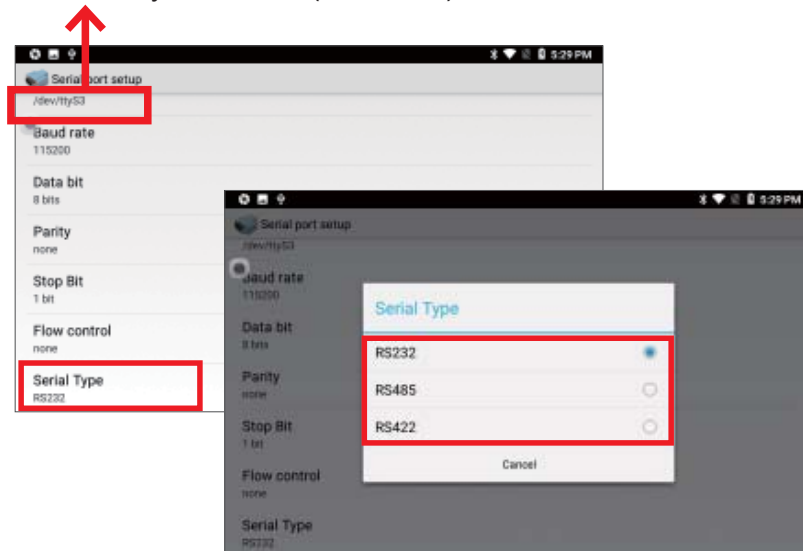 5:29 PM
Serial port setup
/dev/ttyS3
Baud rate
115200
Data bit
8 bits
Parity
none
Stop Bit
1 bit
Flow control
none
Serial Type
RS232
5:29 PM
Serial port setup
/dev/ttyS3
Baud rate
115200
Data bit
8 bits
Parity
none
Stop Bit
1 bit
Flow control
none
Serial Type
RS232
Serial Type
RS232
RS485
RS422
Cancel